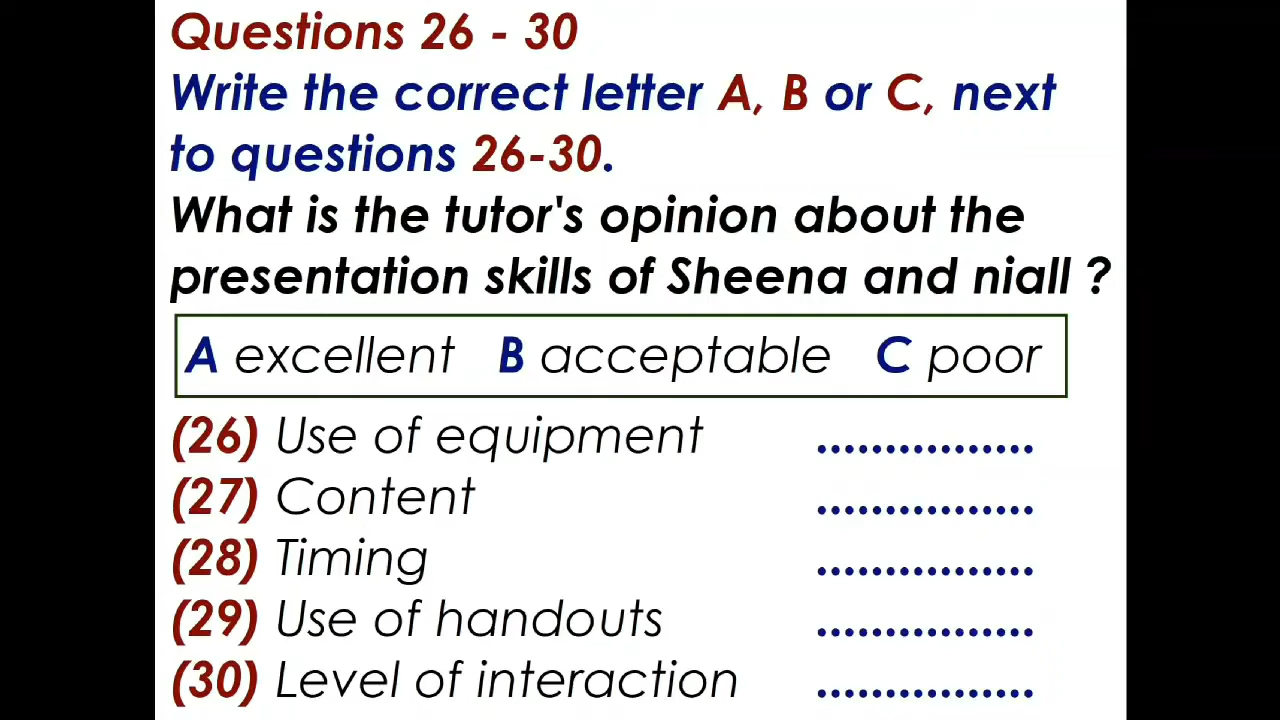 Questions 26 - 30
Write the correct letter A, B or C, next
to questions 26-30.
What is the tutor's opinion about the
presentation skills of Sheena and niall ?
A excellent B acceptable C poor
(26) Use of equipment ................
(27) Content ................
(28) Timing ................
(29) Use of handouts ................
(30) Level of interaction ................